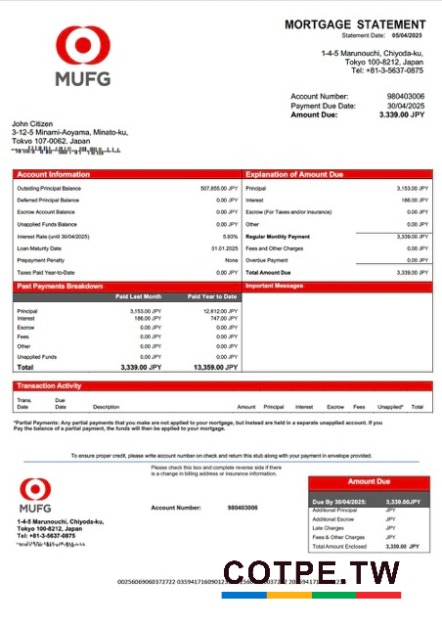 MORTGAGE STATEMENT
Statement Date: 05/04/2025
MUFG
1-4-5 Marunouchi, Chiyoda-ku,
Tokyo 100-8212, Japan
Tel: +81-3-5637-0875
Account Number: 980403006
Payment Due Date: 30/04/2025
Amount Due: 3.339.00 JPY
John Citizen
3-12-5 Minami-Aoyama, Minato-ku,
Tokyo 107-0062, Japan
Account Information
Outsiding Principal Balance 507,855.00 JPY
Deferred Principal Balance 0.00 JPY
Escrow Account Balance 0.00 JPY
Unapplied Funds Balance 0.00 JPY
Interest Rate (until 30/04/2025) 5.93%
Loan Maturity Date 01.01.2025
Prepayment Penalty None
Taxes Paid Year-to-Date 0.00 JPY
Explanation of Amount Due
Principal 3,153.00 JPY
Interest 186.00 JPY
Escrow (For Taxes and/or insurance) 0.00 JPY
Other 0.00 JPY
Regular Monthly Payment 3,339.00 JPY
Fees and Other Charges 0.00 JPY
Overdue Payment 0.00 JPY
Total Amount Due 3,339.00 JPY
Past Payments Breakdown
Paid Last Month Paid Year to Date
Principal 3,153.00 JPY 12,612.00 JPY
Interest 186.00 JPY 747.00 JPY
Escrow 0.00 JPY 0.00 JPY
Fees 0.00 JPY 0.00 JPY
Other 0.00 JPY 0.00 JPY
Unapplied Funds 0.00 JPY 0.00 JPY
Total 3,339.00 JPY 13,359.00 JPY
Important Messages
Transaction Activity
Trans. Date Due Date Description Amount Principal Interest Escrow Fees Unapplied* Total
*Partial Payments: Any partial payments that you make are not applied to your mortgage, but instead are held in a separate unapplied account. If you
Pay the balance of a partial payment, the funds will then be applied to your mortgage.
To ensure proper credit, please write account number on check and return this stub along with your payment in envelope provided.
MUFG
1-4-5 Marunouchi, Chiyoda-ku,
Tokyo 100-8212, Japan
Tel: +81-3-5637-0875
Please check this box and complete reverse side if there
is a change in billing address or insurance information.
Account Number: 980403006
Amount Due
Due By 30/04/2025: 3,339.00JPY
Additional Principal JPY
Additional Escrow JPY
Late Charges JPY
Fees & Other Charges JPY
Total Amount Enclosed 3,339.00 JPY
COTPE.TW